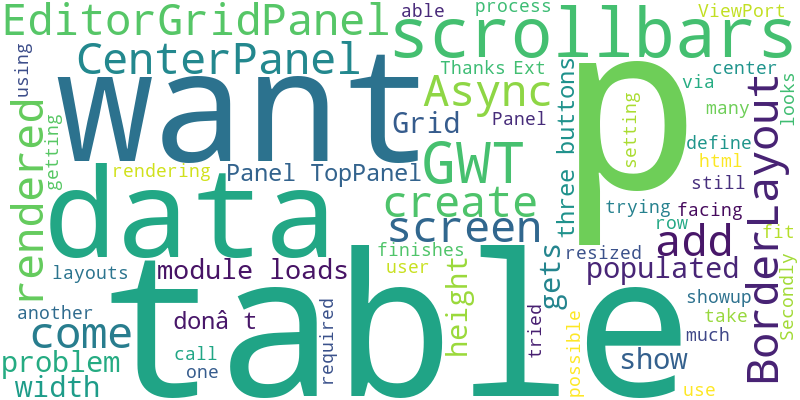 EditorGridPanel
able
process
ViewPort
scrollbars
using
CenterPanel
want
p
Thanks
Ext
center
via
looks
Async
many
Grid
Panel
three buttons
setting
define
BorderLayout
rendered
getting
rendering
Panel TopPanel
GWT
html
still
data
create
trying
facing
row
screen
add
fit
secondly
finishes
gets
resized
layouts
module loads
user
height
populated
table
another
donâ t
required
tried
possible
showup
take
come
much
problem
call
one
show
width
use